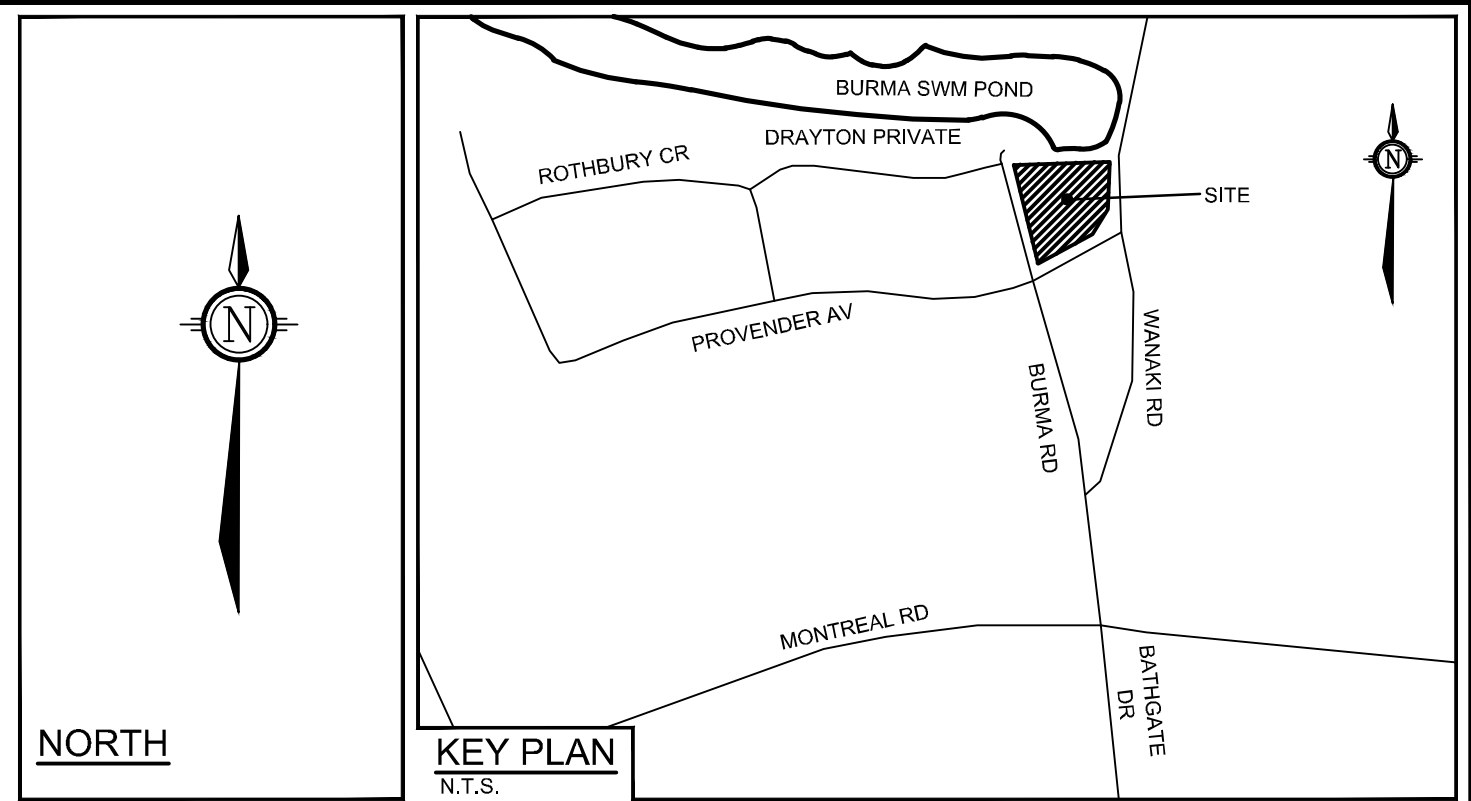 N
NORTH
BURMA SWM POND
DRAYTON PRIVATE
ROTHBURY CR
N
SITE
PROVENDER AV
WANAKI RD
BURMA RD
MONTREAL RD
BATHGATE
DR
KEY PLAN
N.T.S.